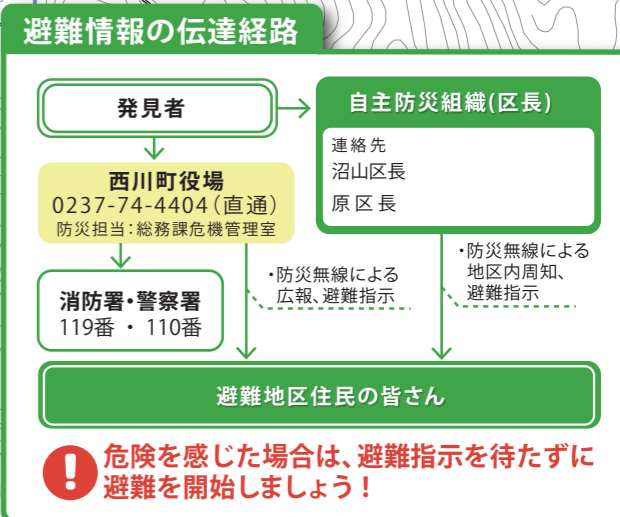 避難情報の伝達経路
発見者
自主防災組織(区長)
連絡先
沼山区長
原区長
西川町役場
0237-74-4404(直通)
防災担当:総務課危機管理室
消防署・警察署
119番 ・ 110番
・防災無線による
広報、避難指示
・防災無線による
地区内周知、
避難指示
避難地区住民の皆さん
危険を感じた場合は、避難指示を待たずに
避難を開始しましょう!